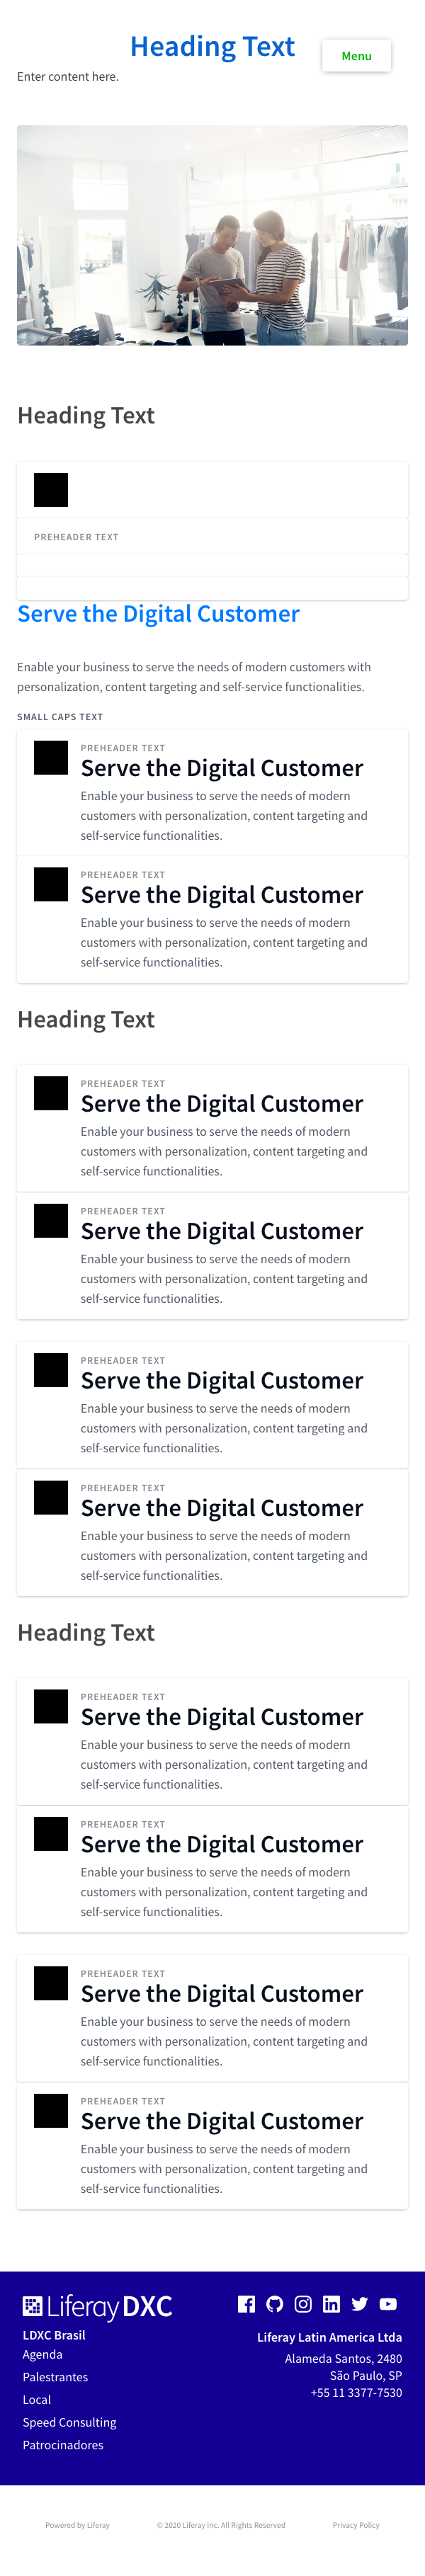 Heading Text
Menu
Enter content here.
Heading Text
PREHEADER TEXT
Serve the Digital Customer
Enable your business to serve the needs of modern customers with
personalization, content targeting and self-service functionalities.
SMALL CAPS TEXT
PREHEADER TEXT
Serve the Digital Customer
Enable your business to serve the needs of modern
customers with personalization, content targeting and
self-service functionalities.
PREHEADER TEXT
Serve the Digital Customer
Enable your business to serve the needs of modern
customers with personalization, content targeting and
self-service functionalities.
Heading Text
PREHEADER TEXT
Serve the Digital Customer
Enable your business to serve the needs of modern
customers with personalization, content targeting and
self-service functionalities.
PREHEADER TEXT
Serve the Digital Customer
Enable your business to serve the needs of modern
customers with personalization, content targeting and
self-service functionalities.
PREHEADER TEXT
Serve the Digital Customer
Enable your business to serve the needs of modern
customers with personalization, content targeting and
self-service functionalities.
PREHEADER TEXT
Serve the Digital Customer
Enable your business to serve the needs of modern
customers with personalization, content targeting and
self-service functionalities.
Heading Text
PREHEADER TEXT
Serve the Digital Customer
Enable your business to serve the needs of modern
customers with personalization, content targeting and
self-service functionalities.
PREHEADER TEXT
Serve the Digital Customer
Enable your business to serve the needs of modern
customers with personalization, content targeting and
self-service functionalities.
PREHEADER TEXT
Serve the Digital Customer
Enable your business to serve the needs of modern
customers with personalization, content targeting and
self-service functionalities.
PREHEADER TEXT
Serve the Digital Customer
Enable your business to serve the needs of modern
customers with personalization, content targeting and
self-service functionalities.
Liferay DXC
LDXC Brasil
Agenda
Palestrantes
Local
Speed Consulting
Patrocinadores
Liferay Latin America Ltda
Alameda Santos, 2480
São Paulo, SP
+55 11 3377-7530
Powered by Liferay
© 2020 Liferay Inc. All Rights Reserved
Privacy Policy